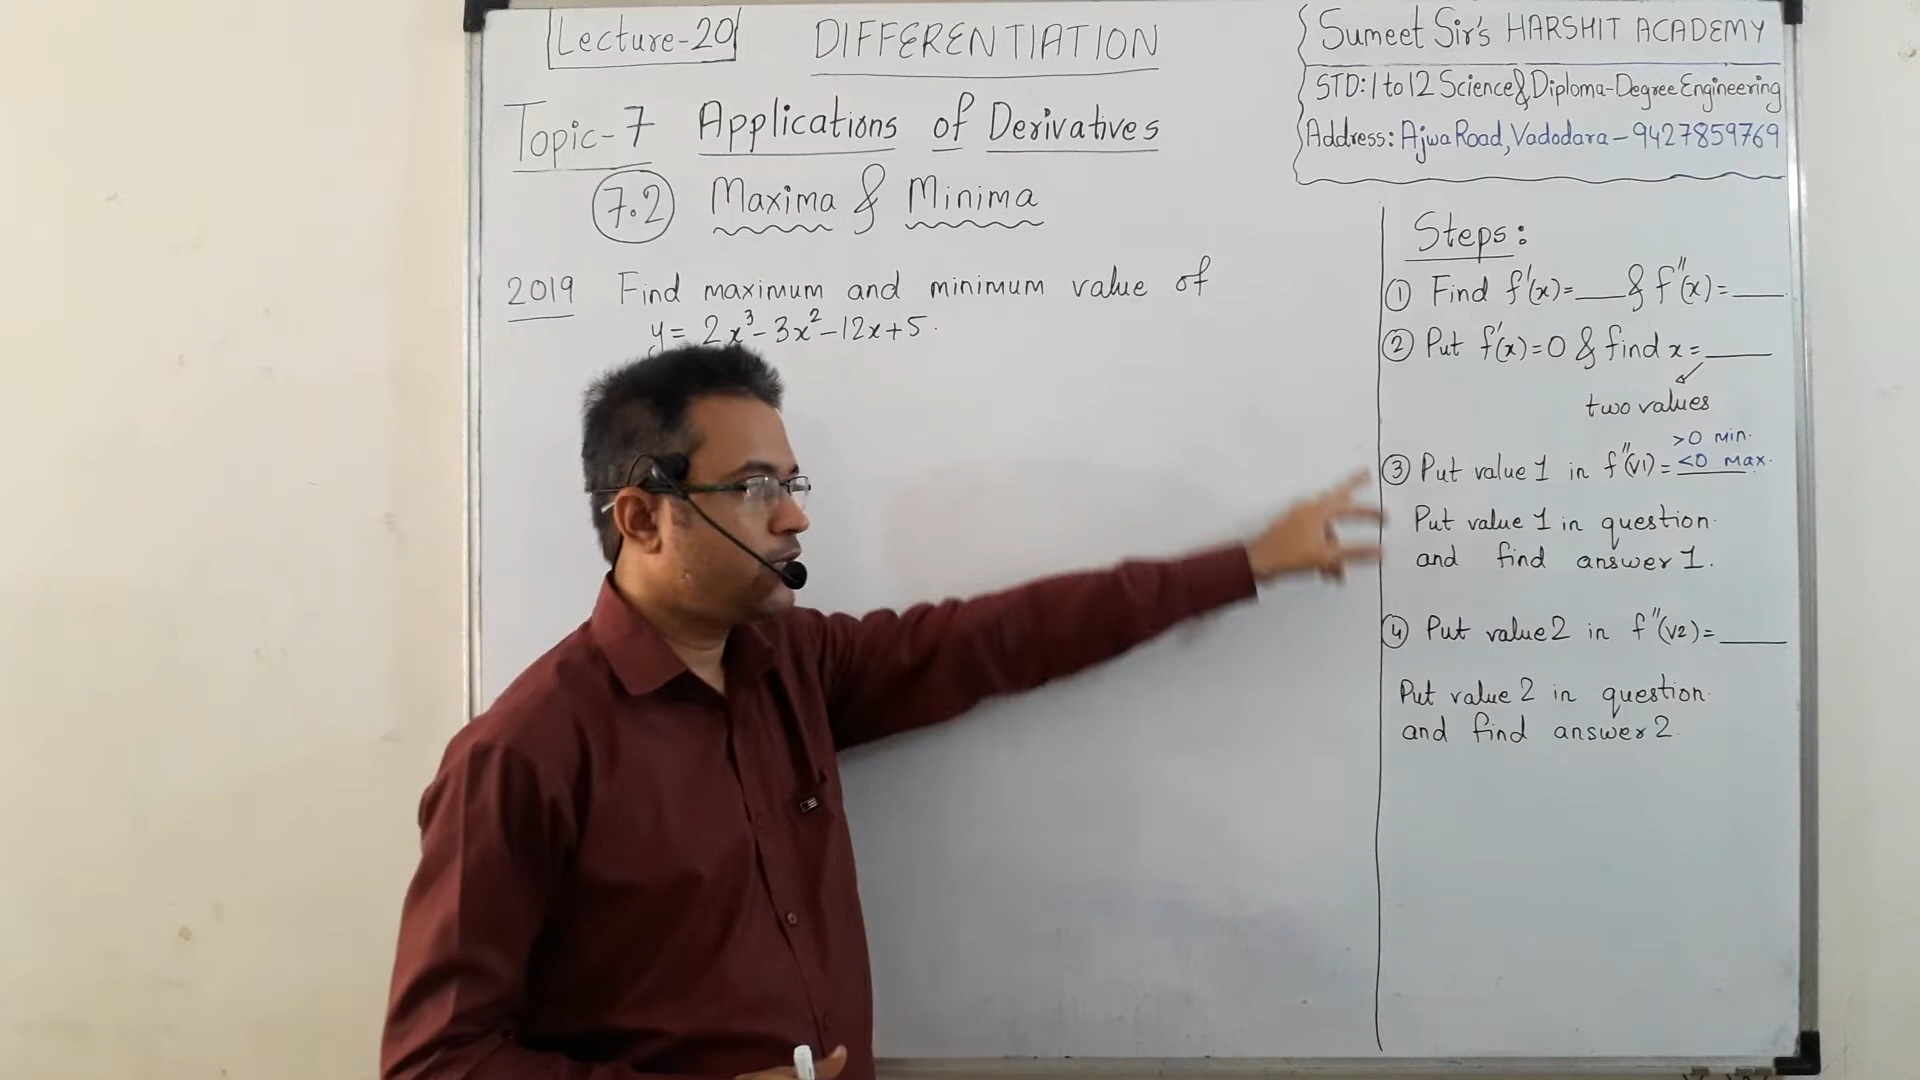 Lecture-20
DIFFERENTIATION
Topic-7 Applications of Derivatives
7.2 Maxima & Minima
2019 Find maximum and minimum value of
y = 2x³-3x²-12x+5.
Sumeet Sir's HARSHIT ACADEMY
STD: 1 to 12 Science & Diploma-Degree Engineering
Address: Ajwa Road, Vadodara - 9427859769
Steps:
① Find f'(x)=___ & f''(x)=___
② Put f'(x)=0 & find x=___
two values
>0 min.
③ Put value 1 in f''(v1) = <0 max.
Put value 1 in question
and find answer 1.
④ Put value 2 in f''(v2)=___
Put value 2 in question
and find answer 2.